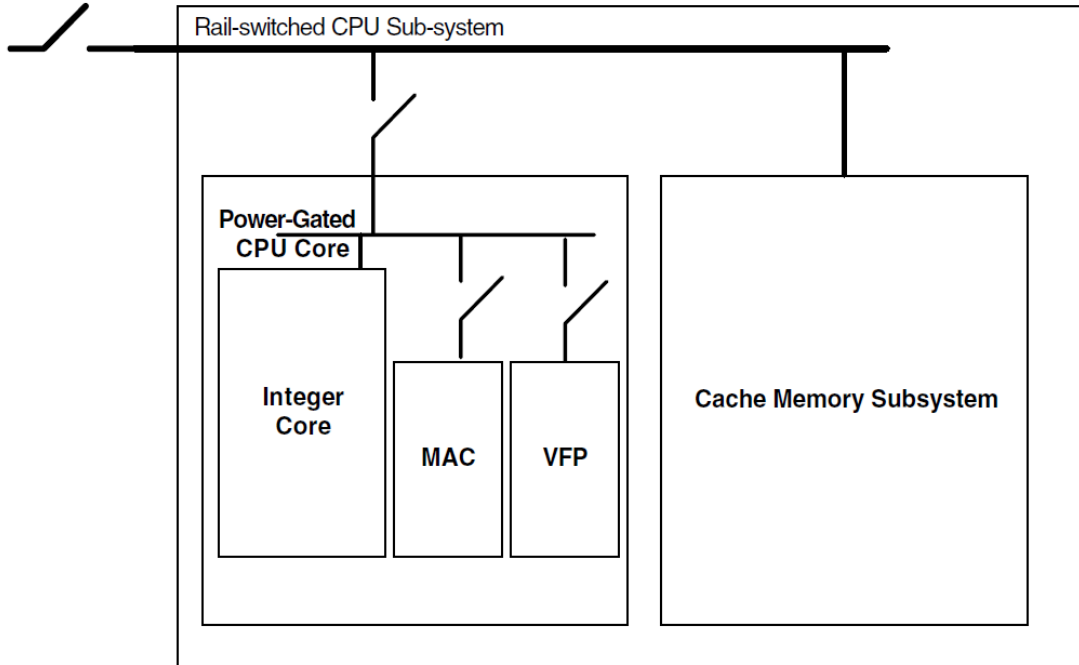 Rail-switched CPU Sub-system
Power-Gated
CPU Core
Integer
Core
MAC
VFP
Cache Memory Subsystem